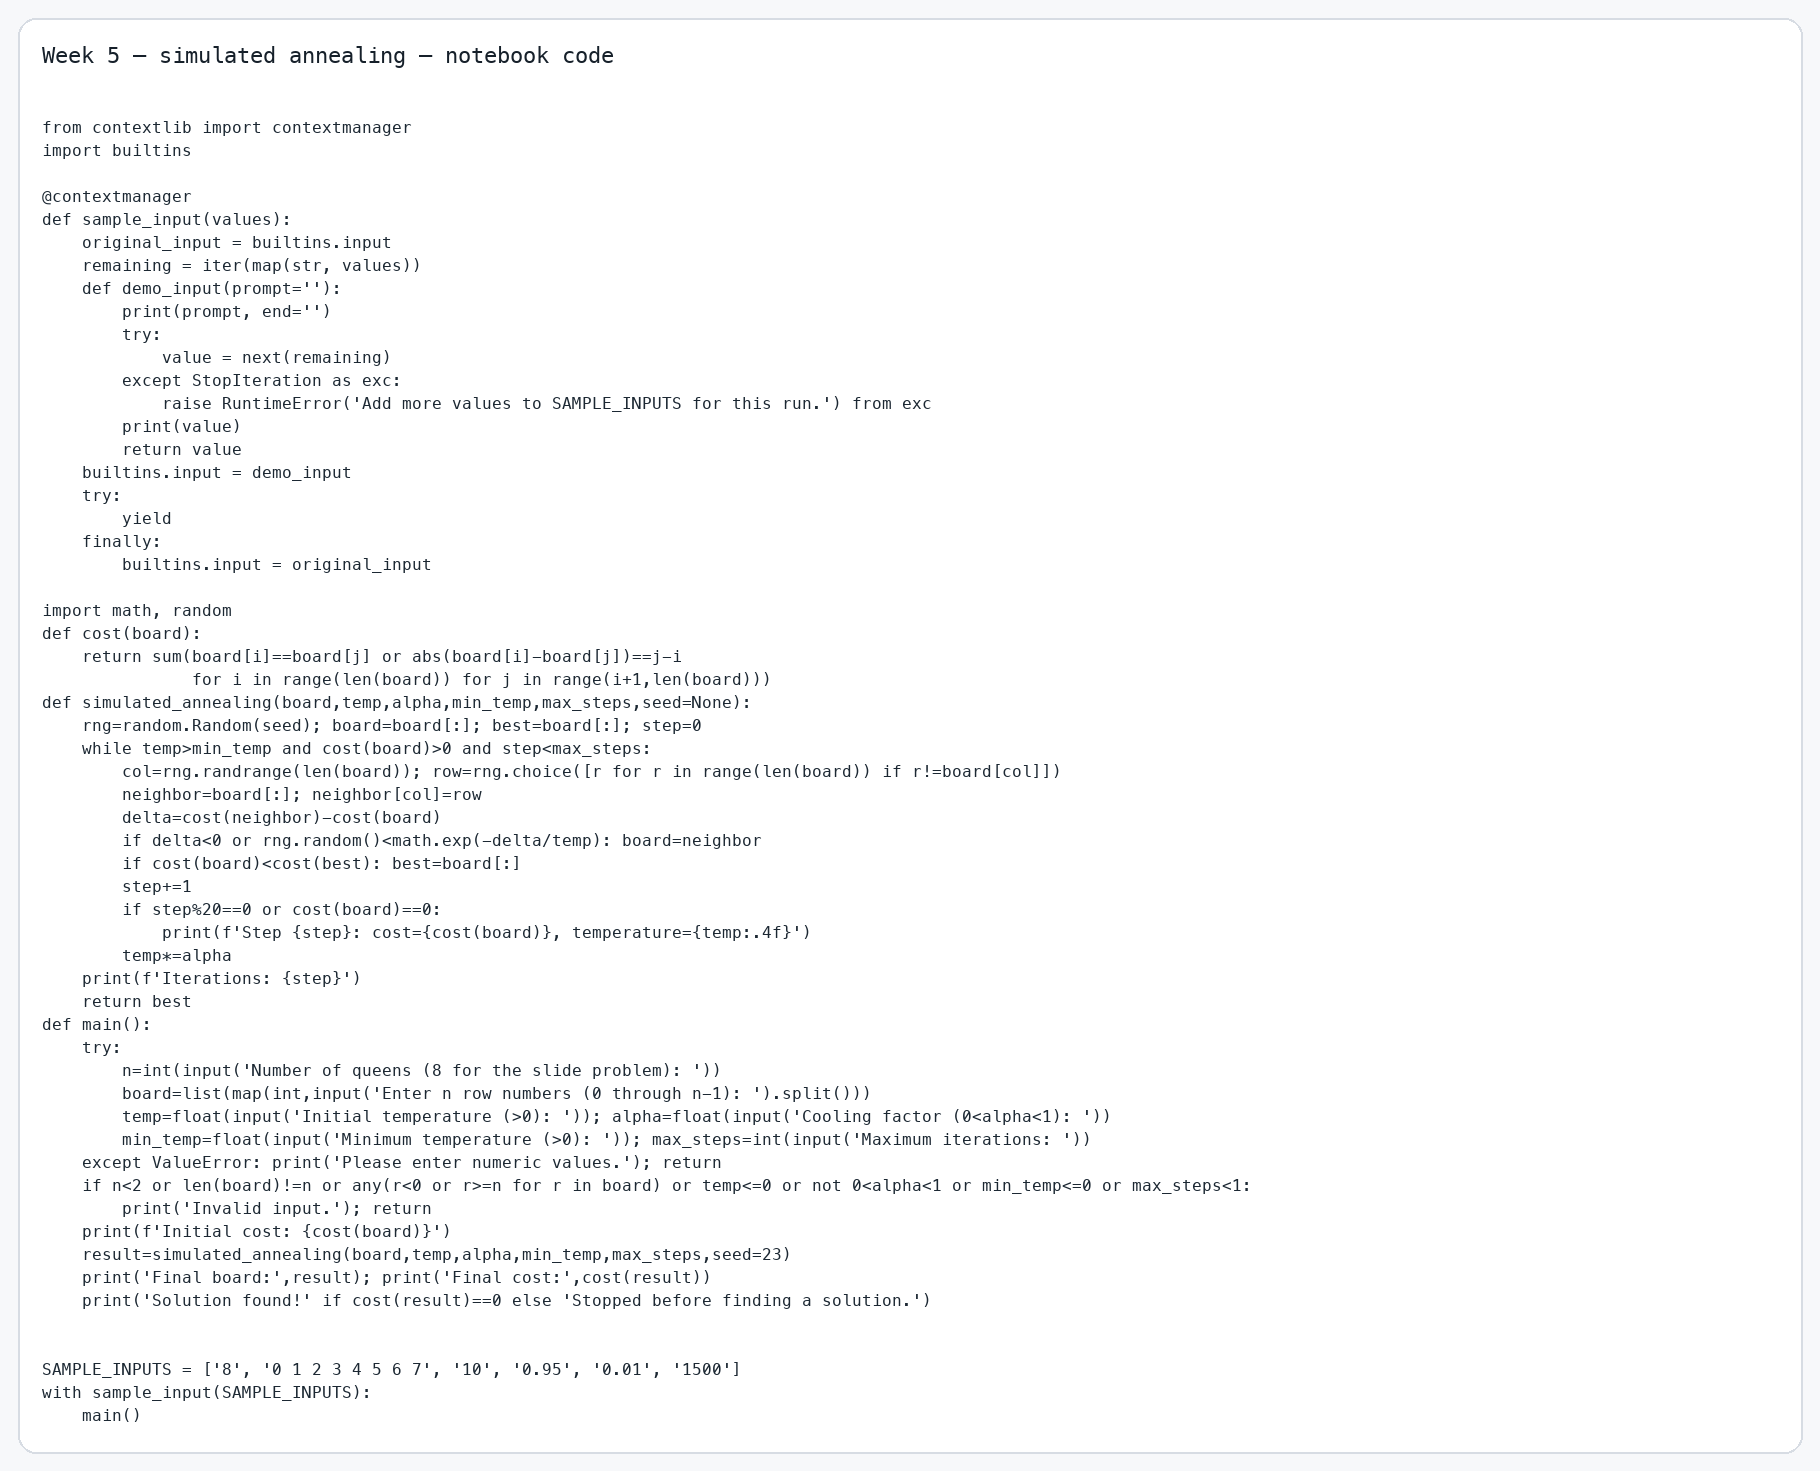 Week 5 — simulated annealing — notebook code
from contextlib import contextmanager
import builtins
@contextmanager
def sample_input(values):
    original_input = builtins.input
    remaining = iter(map(str, values))
    def demo_input(prompt=''):
        print(prompt, end='')
        try:
            value = next(remaining)
        except StopIteration as exc:
            raise RuntimeError('Add more values to SAMPLE_INPUTS for this run.') from exc
        print(value)
        return value
    builtins.input = demo_input
    try:
        yield
    finally:
        builtins.input = original_input
import math, random
def cost(board):
    return sum(board[i]==board[j] or abs(board[i]-board[j])==j-i
               for i in range(len(board)) for j in range(i+1,len(board)))
def simulated_annealing(board,temp,alpha,min_temp,max_steps,seed=None):
    rng=random.Random(seed); board=board[:]; best=board[:]; step=0
    while temp>min_temp and cost(board)>0 and step<max_steps:
        col=rng.randrange(len(board)); row=rng.choice([r for r in range(len(board)) if r!=board[col]])
        neighbor=board[:]; neighbor[col]=row
        delta=cost(neighbor)-cost(board)
        if delta<0 or rng.random()<math.exp(-delta/temp): board=neighbor
        if cost(board)<cost(best): best=board[:]
        step+=1
        if step%20==0 or cost(board)==0:
            print(f'Step {step}: cost={cost(board)}, temperature={temp:.4f}')
        temp*=alpha
    print(f'Iterations: {step}')
    return best
def main():
    try:
        n=int(input('Number of queens (8 for the slide problem): '))
        board=list(map(int,input('Enter n row numbers (0 through n-1): ').split()))
        temp=float(input('Initial temperature (>0): ')); alpha=float(input('Cooling factor (0<alpha<1): '))
        min_temp=float(input('Minimum temperature (>0): ')); max_steps=int(input('Maximum iterations: '))
    except ValueError: print('Please enter numeric values.'); return
    if n<2 or len(board)!=n or any(r<0 or r>=n for r in board) or temp<=0 or not 0<alpha<1 or min_temp<=0 or max_steps<1:
        print('Invalid input.'); return
    print(f'Initial cost: {cost(board)}')
    result=simulated_annealing(board,temp,alpha,min_temp,max_steps,seed=23)
    print('Final board:',result); print('Final cost:',cost(result))
    print('Solution found!' if cost(result)==0 else 'Stopped before finding a solution.')
SAMPLE_INPUTS = ['8', '0 1 2 3 4 5 6 7', '10', '0.95', '0.01', '1500']
with sample_input(SAMPLE_INPUTS):
    main()